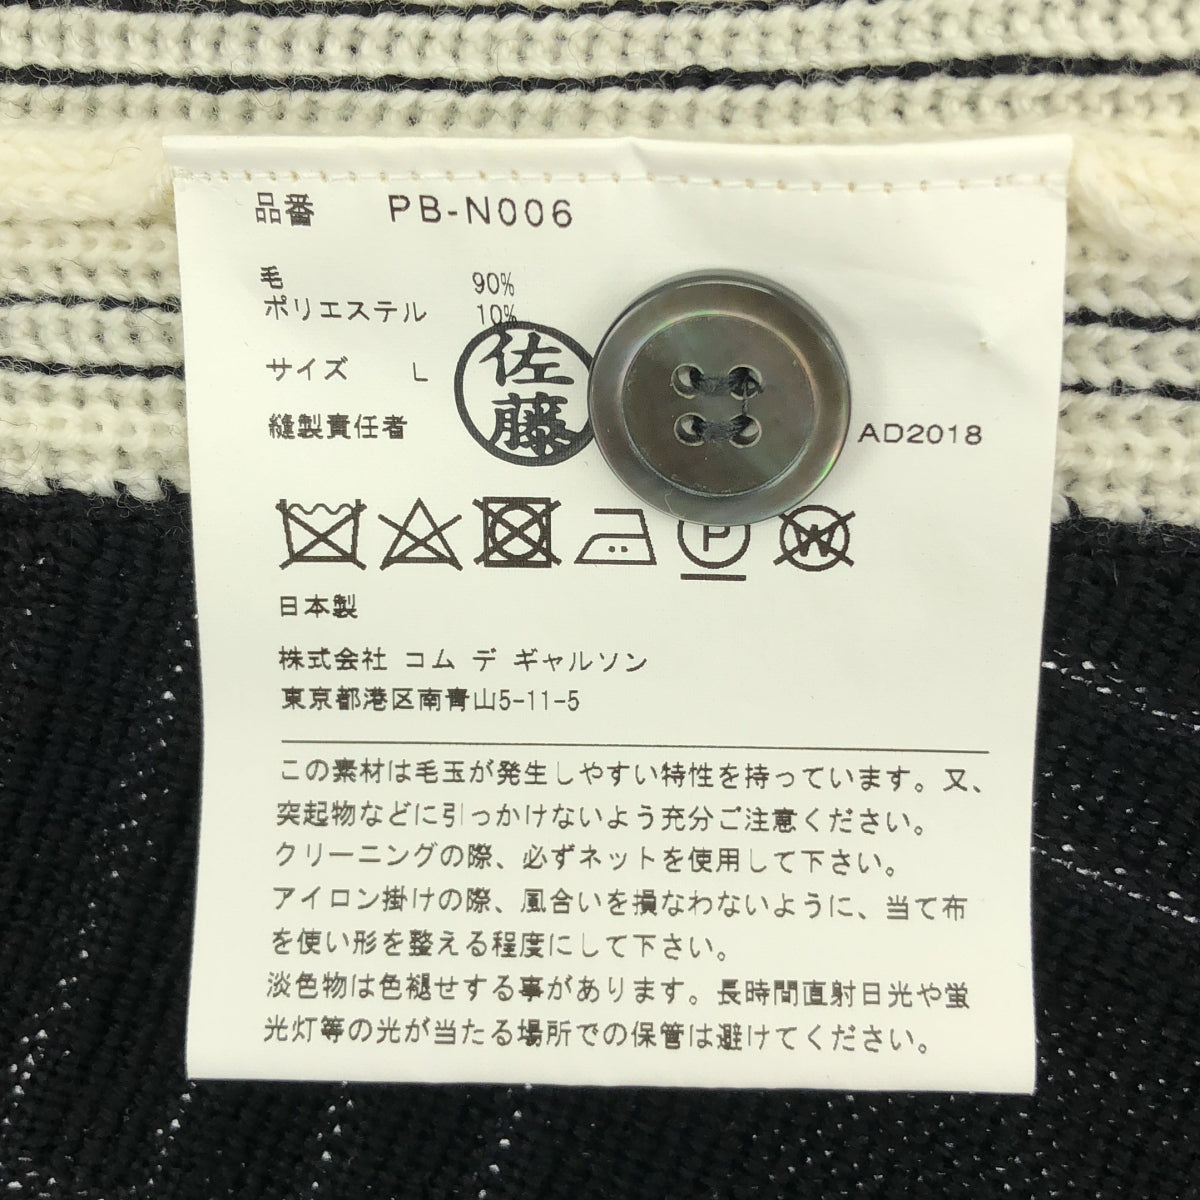 品番 PB-N006
毛 90%
ポリエステル 10%
サイズ L
縫製責任者 佐藤 AD2018
P W
日本製
株式会社 コム デ ギャルソン
東京都港区南青山5-11-5
この素材は毛玉が発生しやすい特性を持っています。又、
突起物などに引っかけないよう充分ご注意ください。
クリーニングの際、必ずネットを使用して下さい。
アイロン掛けの際、風合いを損なわないように、当て布
を使い形を整える程度にして下さい。
淡色物は色褪せする事があります。長時間直射日光や蛍
光灯等の光が当たる場所での保管は避けてください。